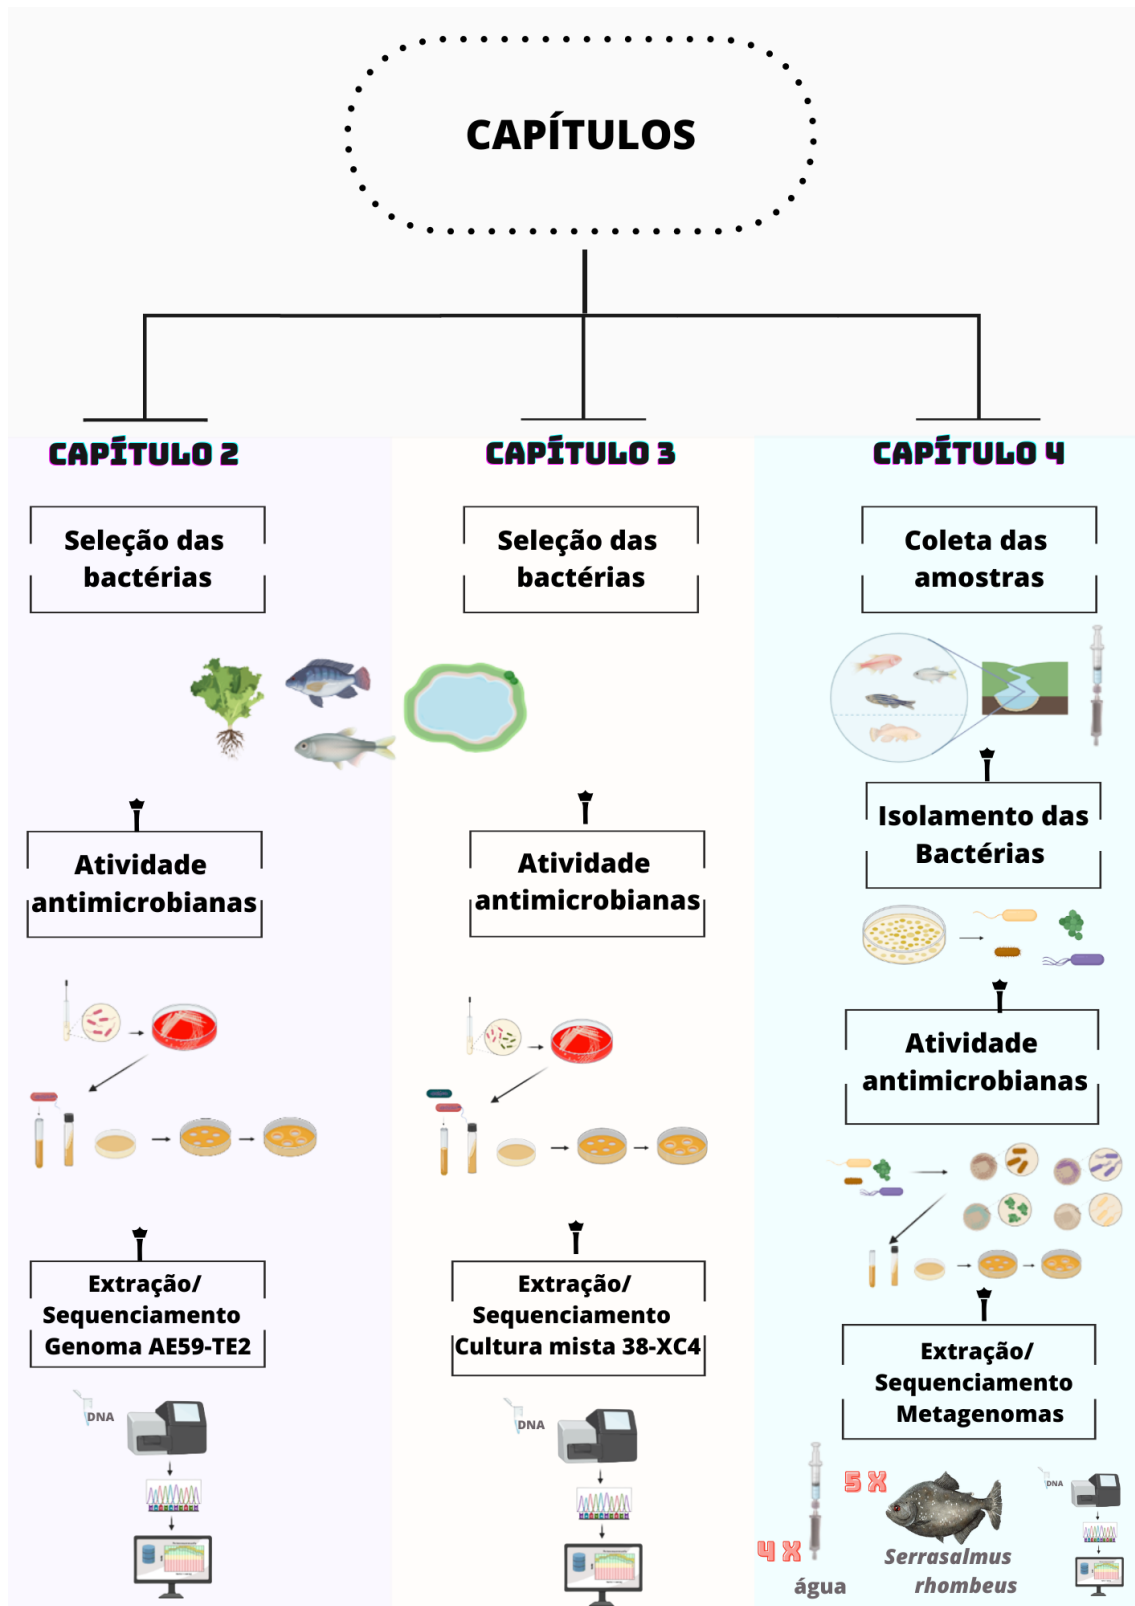 CAPÍTULOS
CAPÍTULO 2
Seleção das
bactérias
Atividade
antimicrobianas
Extração/
Sequenciamento
Genoma AE59-TE2
DNA
CAPÍTULO 3
Seleção das
bactérias
Atividade
antimicrobianas
Extração/
Sequenciamento
Cultura mista 38-XC4
DNA
CAPÍTULO 4
Coleta das
amostras
Isolamento das
Bactérias
Atividade
antimicrobianas
Extração/
Sequenciamento
Metagenomas
5 X
4 X
água
Serrasalmus
rhombeus
DNA